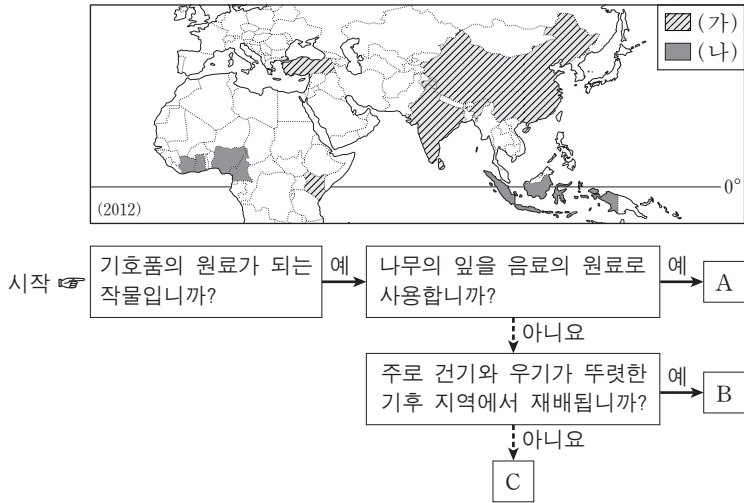 (가)
(나)
0°
(2012)
시작 ☞
기호품의 원료가 되는
작물입니까?
예
나무의 잎을 음료의 원료로
사용합니까?
예
A
아니요
주로 건기와 우기가 뚜렷한
기후 지역에서 재배됩니까?
예
B
아니요
C